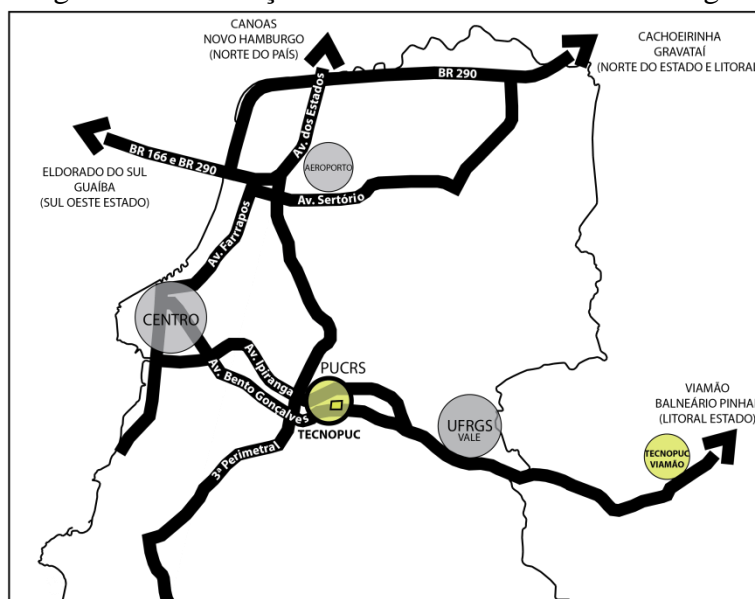 CANOAS
NOVO HAMBURGO
(NORTE DO PAÍS)
CACHOEIRINHA
GRAVATAÍ
(NORTE DO ESTADO E LITORAL
BR 290
Av. dos Estados
BR 166 e BR 290
AEROPORTO
ELDORADO DO SUL
GUAÍBA
(SUL OESTE ESTADO)
Av. Sertório
Av. Farrrapos
CENTRO
Av. Ipiranga
Av. Bento Gonçalves
PUCRS
TECNOPUC
3ª Perimetral
UFRGS
VALE
VIAMÃO
BALNEÁRIO PINHAL
(LITORAL ESTADO)
TECNOPUC
VIAMÃO